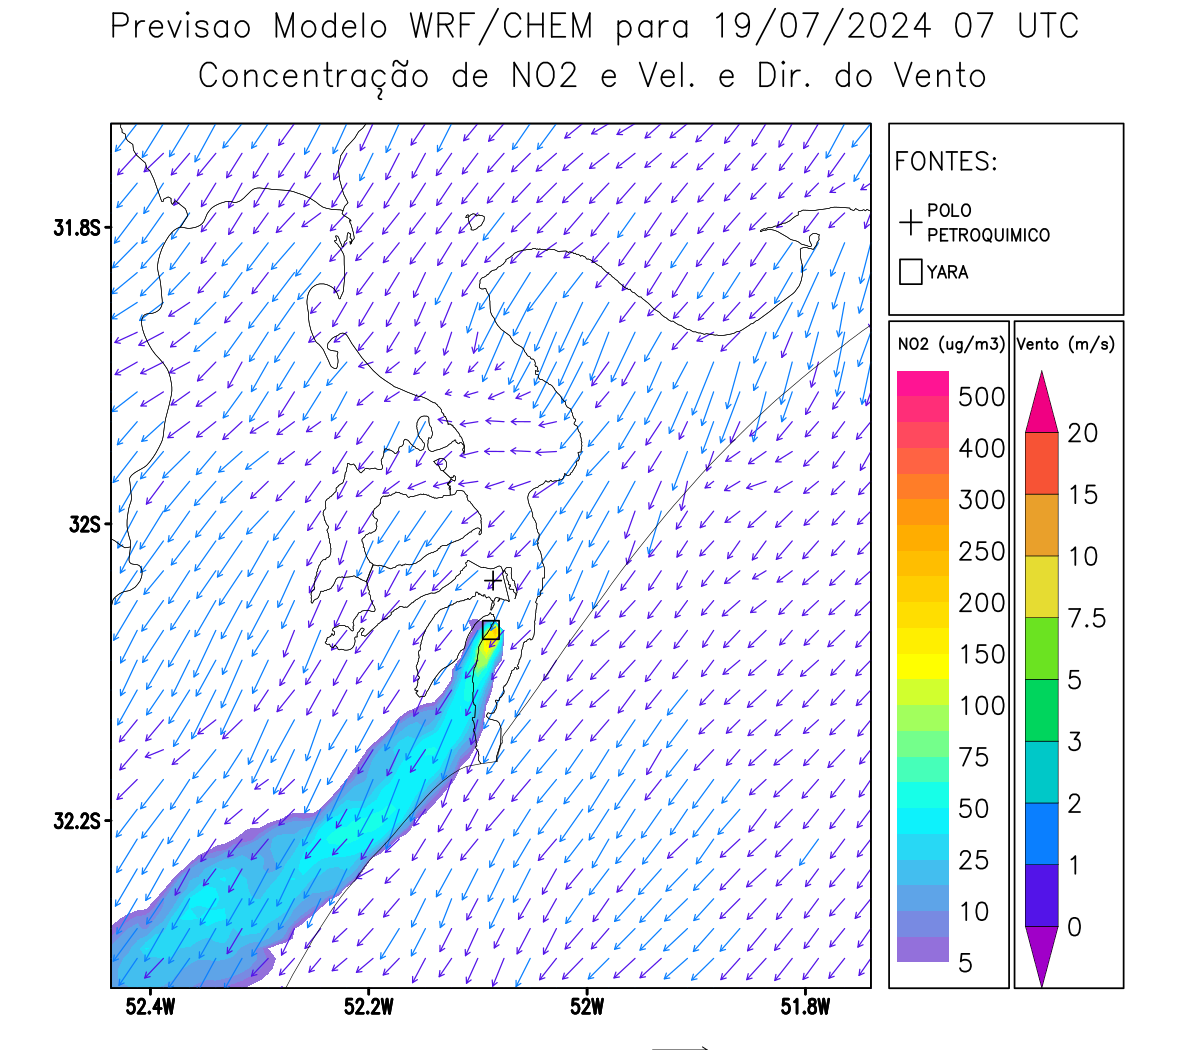 Previsao Modelo WRF/CHEM para 19/07/2024 07 UTC
Concentração de NO2 e Vel. e Dir. do Vento
FONTES:
POLO
PETROQUIMICO
YARA
NO2 (ug/m3)
500
400
300
250
200
150
100
75
50
25
10
5
Vento (m/s)
20
15
10
7.5
5
3
2
1
0
31.8S
32S
32.2S
52.4W
52.2W
52W
51.8W